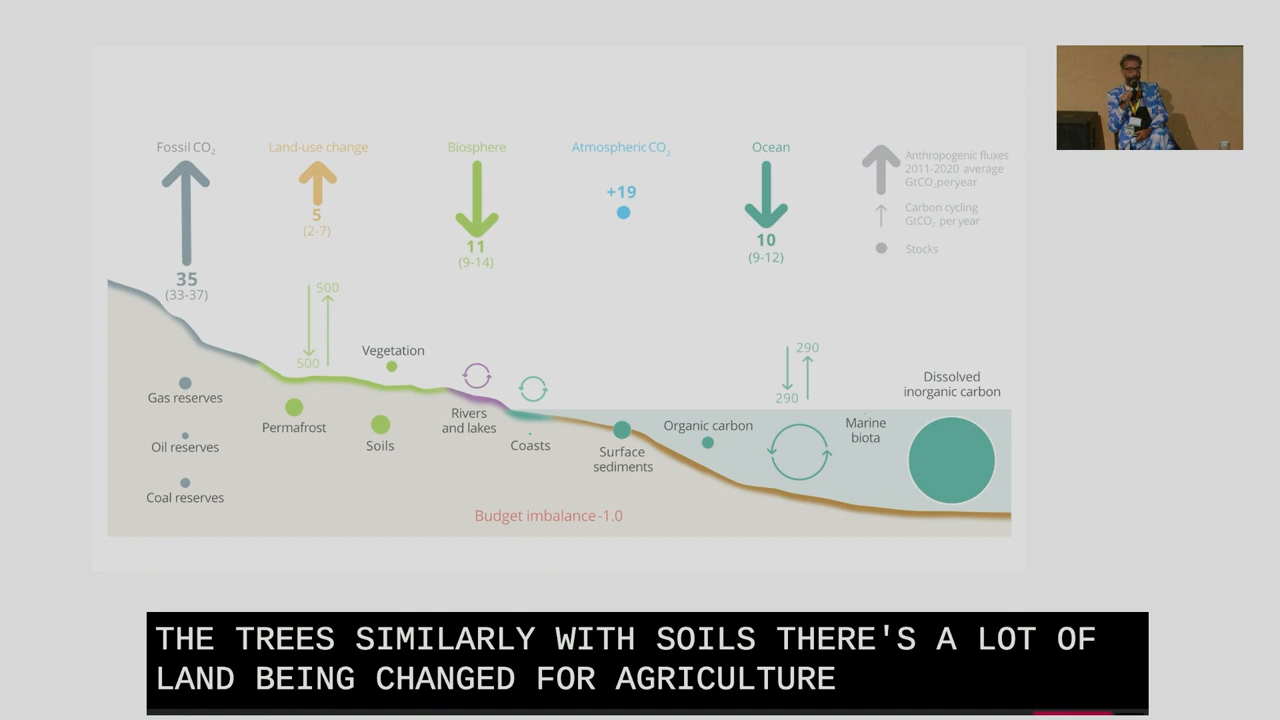 Fossil CO₂
Land-use change
Biosphere
Atmospheric CO₂
Ocean
Anthropogenic fluxes
2011-2020 average
GtCO₂ per year
Carbon cycling
GtCO₂ per year
Stocks
+19
5
(2-7)
11
(9-14)
10
(9-12)
35
(33-37)
500
500
290
290
Vegetation
Gas reserves
Permafrost
Soils
Rivers
and lakes
Coasts
Surface
sediments
Organic carbon
Marine
biota
Dissolved
inorganic carbon
Oil reserves
Coal reserves
Budget imbalance -1.0
THE TREES SIMILARLY WITH SOILS THERE'S A LOT OF
LAND BEING CHANGED FOR AGRICULTURE